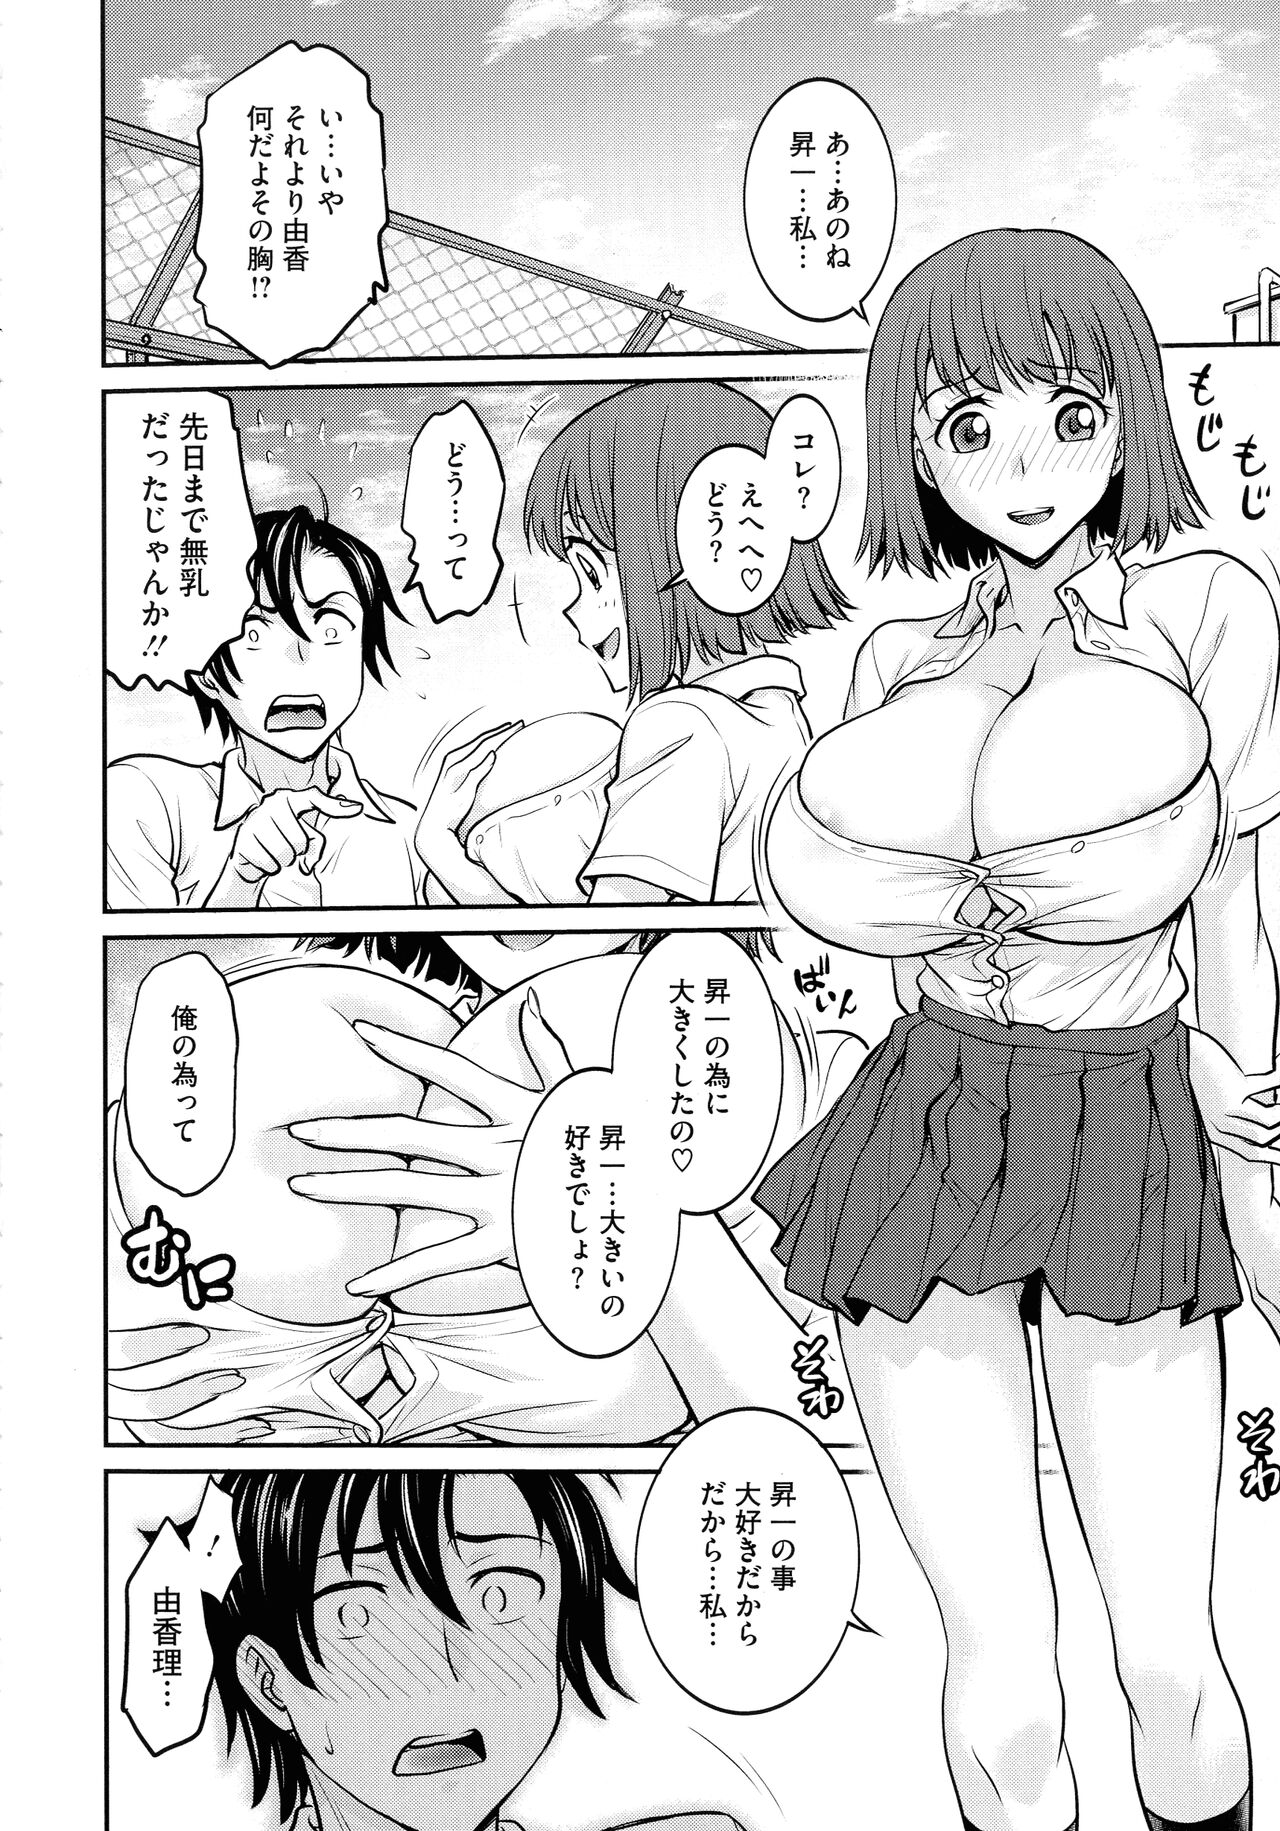 あ…あのね
昇一…私…
い…いや
それより由香
何だよその胸!?
もじ
もじ
コレ?
えへへ♡
どう?
どう…って
先日まで無乳
だったじゃんか!!
ばいん
昇一の為に
大きくしたの♡
昇一…大きいの
好きでしょ?
俺の為って
むに
そわ
そわ
昇一の事
大好きだから
だから…私…
!
由香理…